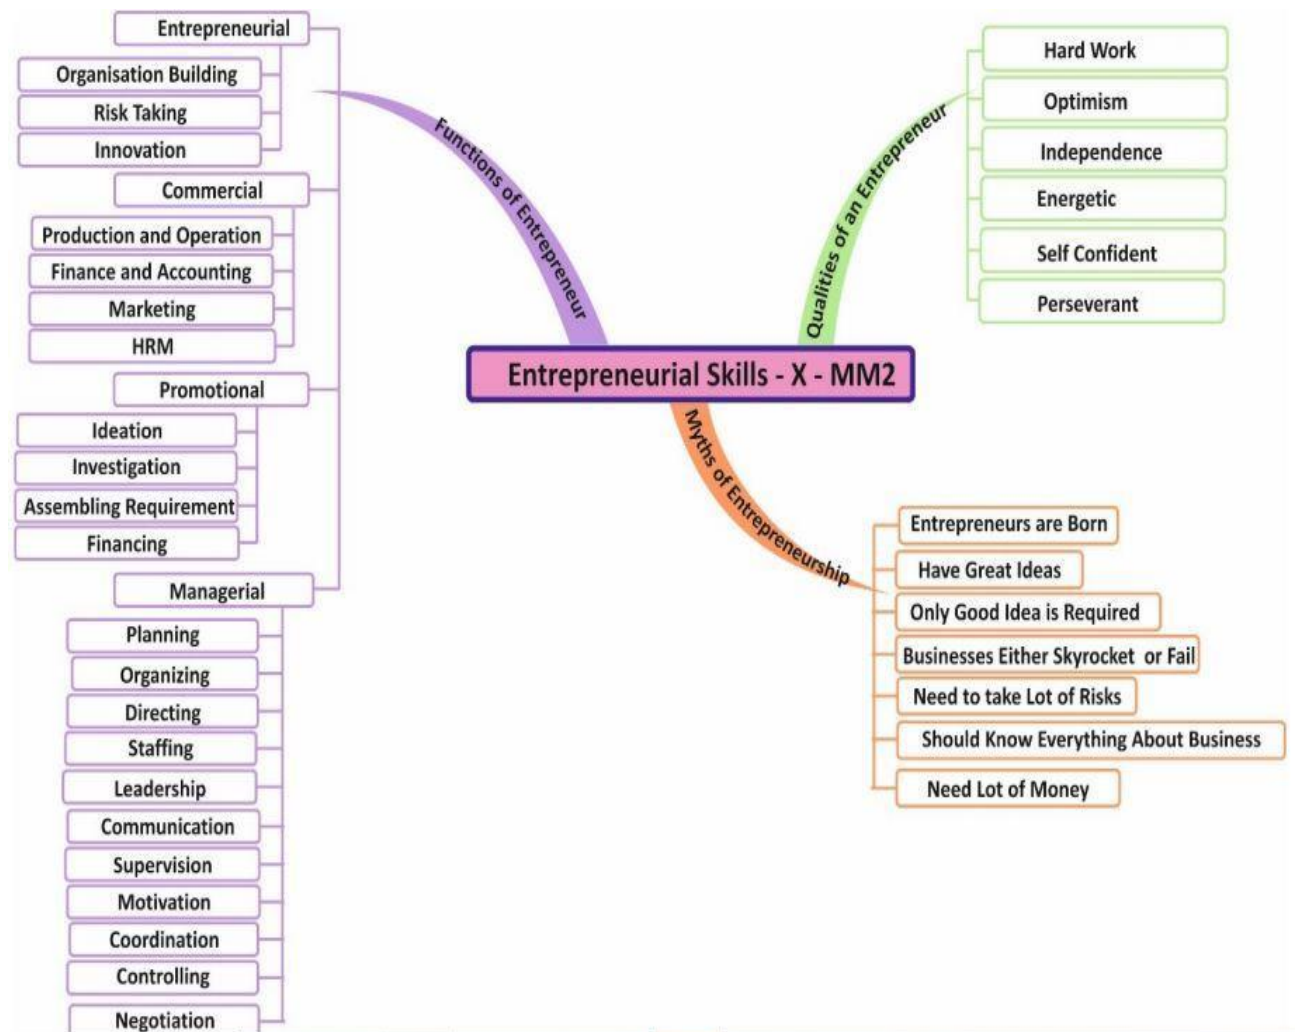 Entrepreneurial
Organisation Building
Risk Taking
Innovation
Commercial
Production and Operation
Finance and Accounting
Marketing
HRM
Promotional
Ideation
Investigation
Assembling Requirement
Financing
Managerial
Planning
Organizing
Directing
Staffing
Leadership
Communication
Supervision
Motivation
Coordination
Controlling
Negotiation
Functions of Entrepreneur
Entrepreneurial Skills - X - MM2
Qualities of an Entrepreneur
Hard Work
Optimism
Independence
Energetic
Self Confident
Perseverant
Myths of Entrepreneurship
Entrepreneurs are Born
Have Great Ideas
Only Good Idea is Required
Businesses Either Skyrocket or Fail
Need to take Lot of Risks
Should Know Everything About Business
Need Lot of Money